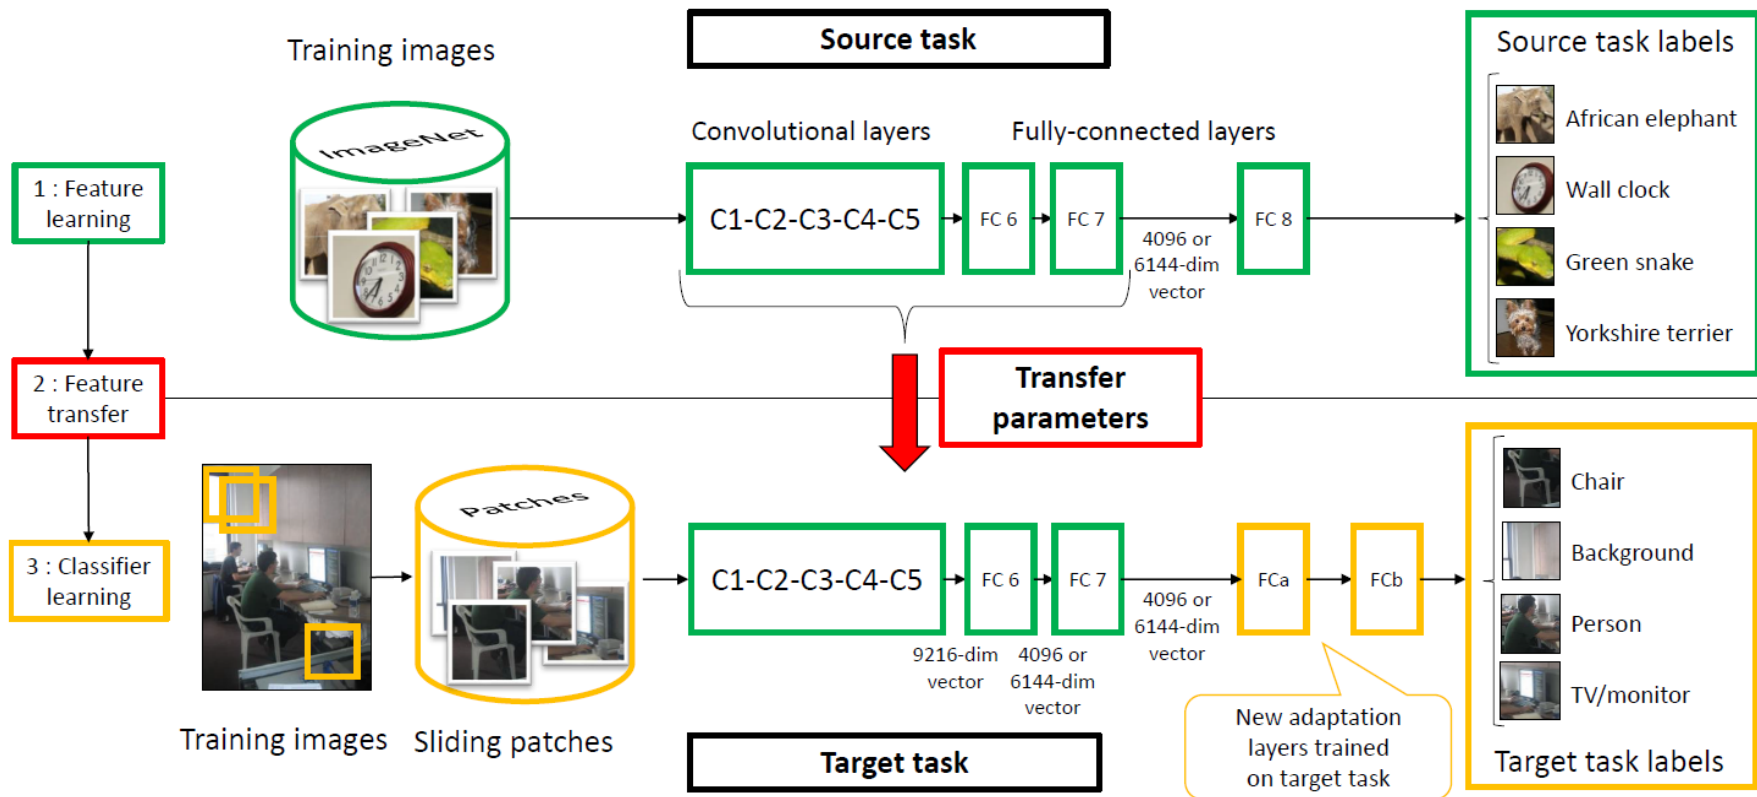 Source task
Training images
Source task labels
ImageNet
Convolutional layers
Fully-connected layers
African elephant
1 : Feature
learning
C1-C2-C3-C4-C5
FC 6
FC 7
4096 or
6144-dim
vector
FC 8
Wall clock
Green snake
Yorkshire terrier
2 : Feature
transfer
Transfer
parameters
3 : Classifier
learning
Training images
Patches
Sliding patches
C1-C2-C3-C4-C5
9216-dim
vector
FC 6
4096 or
6144-dim
vector
FC 7
4096 or
6144-dim
vector
FCa
FCb
New adaptation
layers trained
on target task
Chair
Background
Person
TV/monitor
Target task labels
Target task